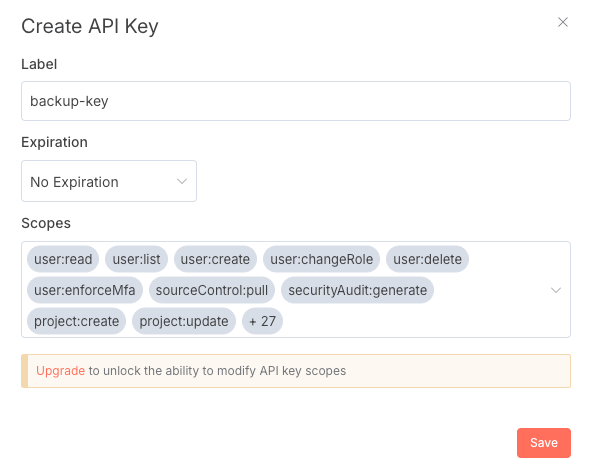 Create API Key
Label
backup-key
Expiration
No Expiration
Scopes
user:read user:list user:create user:changeRole user:delete
user:enforceMfa sourceControl:pull securityAudit:generate
project:create project:update + 27
Upgrade to unlock the ability to modify API key scopes
Save